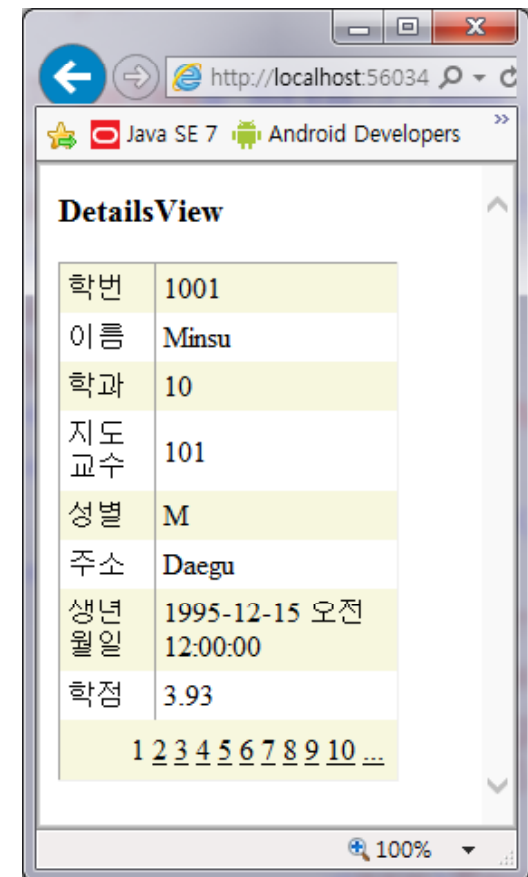 http://localhost:56034
Java SE 7 Android Developers
DetailsView
학번 1001
이름 Minsu
학과 10
지도
교수 101
성별 M
주소 Daegu
생년
월일 1995-12-15 오전
12:00:00
학점 3.93
1 2 3 4 5 6 7 8 9 10 ...
100%